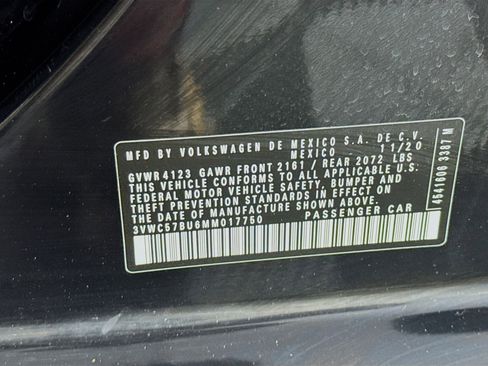 MFD BY VOLKSWAGEN DE MEXICO S.A. DE C.V.
MEXICO 11/20
GVWR 4123 GAWR FRONT 2161 / REAR 2072 LBS
THIS VEHICLE CONFORMS TO ALL APPLICABLE U.S.
FEDERAL MOTOR VEHICLE SAFETY, BUMPER AND
THEFT PREVENTION STANDARDS IN EFFECT ON
THE DATE OF MANUFACTURE SHOWN ABOVE.
3VWC57BU6MM017750 PASSENGER CAR
4541600 3387 M